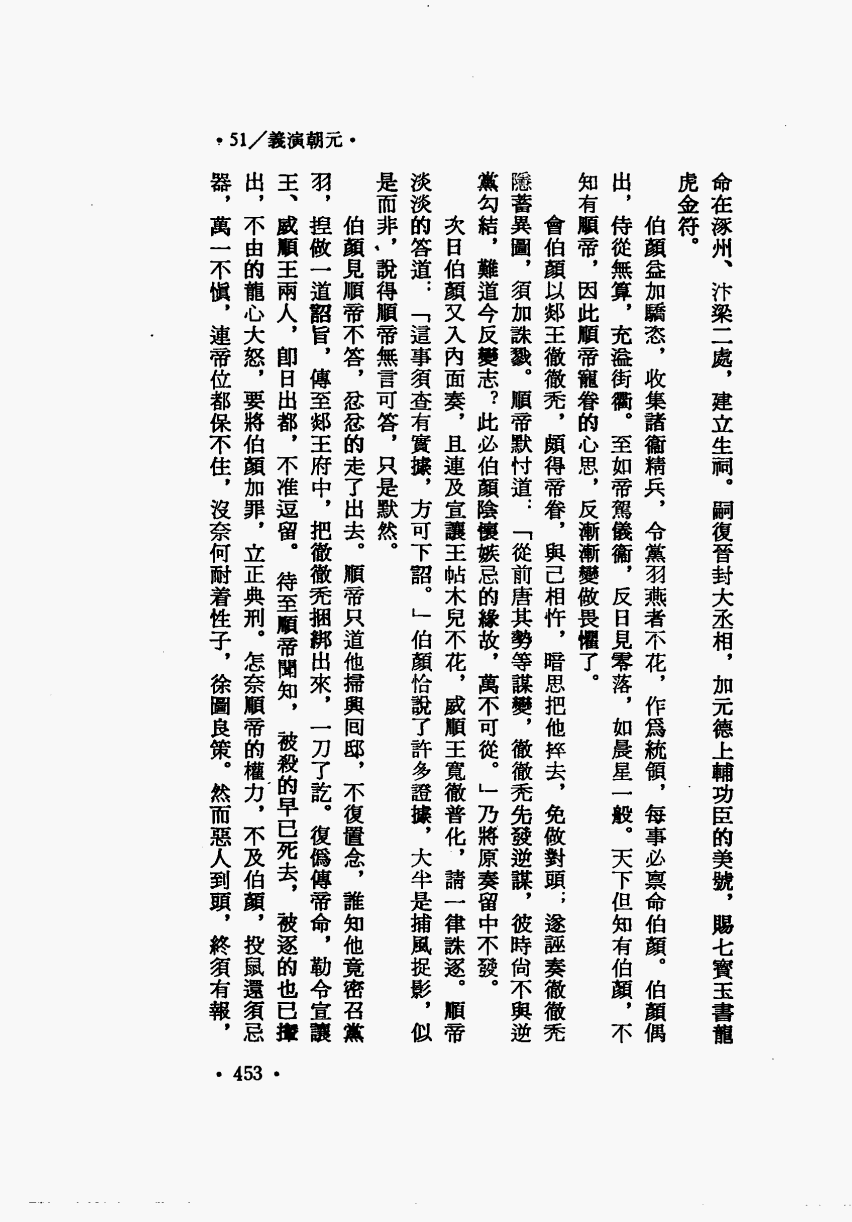 ·元朝演義／51·
命在涿州、汴梁二處，建立生祠。嗣復晉封大丞相，加元德上輔功臣的美號，賜七寶玉書龍
虎金符。
伯顏益加驕恣，收集諸衞精兵，令黨羽燕者不花，作爲統領，每事必禀命伯顏。伯顏偶
出，侍從無算，充溢街衢。至如帝駕儀衞，反日見零落，如晨星一般。天下但知有伯顏，不
知有順帝，因此順帝寵眷的心思，反漸漸變做畏懼了。
會伯顏以郯王徹徹禿，頗得帝眷，與己相忤，暗思把他摔去，免做對頭；遂誣奏徹徹禿
隱蓄異圖，須加誅戮。順帝默忖道：「從前唐其勢等謀變，徹徹禿先發逆謀，彼時尙不與逆
黨勾結，難道今反變志？此必伯顏陰懷嫉忌的緣故，萬不可從。」乃將原奏留中不發。
次日伯顏又入內面奏，且連及宣讓王帖木兒不花，威順王寬徹普化，請一律誅逐。順帝
淡淡的答道：「這事須查有實據，方可下詔。」伯顏恰說了許多證據，大半是捕風捉影，似
是而非，說得順帝無言可答，只是默然。
伯顏見順帝不答，忿忿的走了出去。順帝只道他掃興回邸，不復置念，誰知他竟密召黨
羽，捏做一道詔旨，傳至郯王府中，把徹徹禿捆綁出來，一刀了訖。復僞傳帝命，勒令宣讓
王、威順王兩人，卽日出都，不准逗留。待至順帝聞知，被殺的早已死去，被逐的也已攆
出，不由的龍心大怒，要將伯顏加罪，立正典刑。怎奈順帝的權力，不及伯顏，投鼠還須忌
器，萬一不愼，連帝位都保不住，沒奈何耐着性子，徐圖良策。然而惡人到頭，終須有報，
·453·